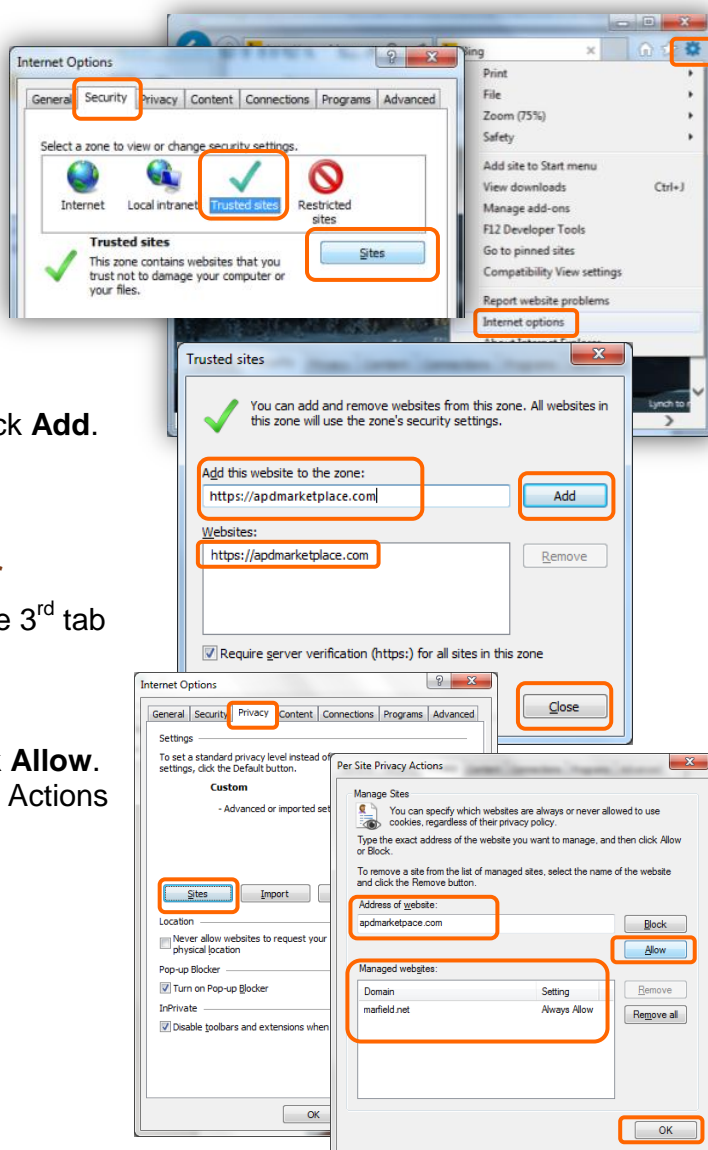 Bing
Print
File
Zoom (75%)
Safety
Add site to Start menu
View downloads Ctrl+J
Manage add-ons
F12 Developer Tools
Go to pinned sites
Compatibility View settings
Report website problems
Internet options
About Internet Explorer
Lynch to
Internet Options
General Security Privacy Content Connections Programs Advanced
Select a zone to view or change security settings.
Internet Local intranet Trusted sites Restricted
sites
Trusted sites
This zone contains websites that you
trust not to damage your computer or
your files.
Sites
ck Add.
e 3rd tab
Allow.
Actions
Trusted sites
You can add and remove websites from this zone. All websites in
this zone will use the zone's security settings.
Add this website to the zone:
https://apdmarketplace.com Add
Websites:
https://apdmarketplace.com Remove
Require server verification (https:) for all sites in this zone
Close
Internet Options
General Security Privacy Content Connections Programs Advanced
Settings
To set a standard privacy level instead of
settings, click the Default button.
Custom
- Advanced or imported set
Sites Import
Location
Never allow websites to request your
physical location
Pop-up Blocker
Turn on Pop-up Blocker
InPrivate
Disable toolbars and extensions when
OK
Per Site Privacy Actions
Manage Sites
You can specify which websites are always or never allowed to use
cookies, regardless of their privacy policy.
Type the exact address of the website you want to manage, and then click Allow
or Block.
To remove a site from the list of managed sites, select the name of the website
and click the Remove button.
Address of website:
apdmarketpace.com Block
Allow
Managed websites:
Domain Setting Remove
marfield.net Always Allow Remove all
OK